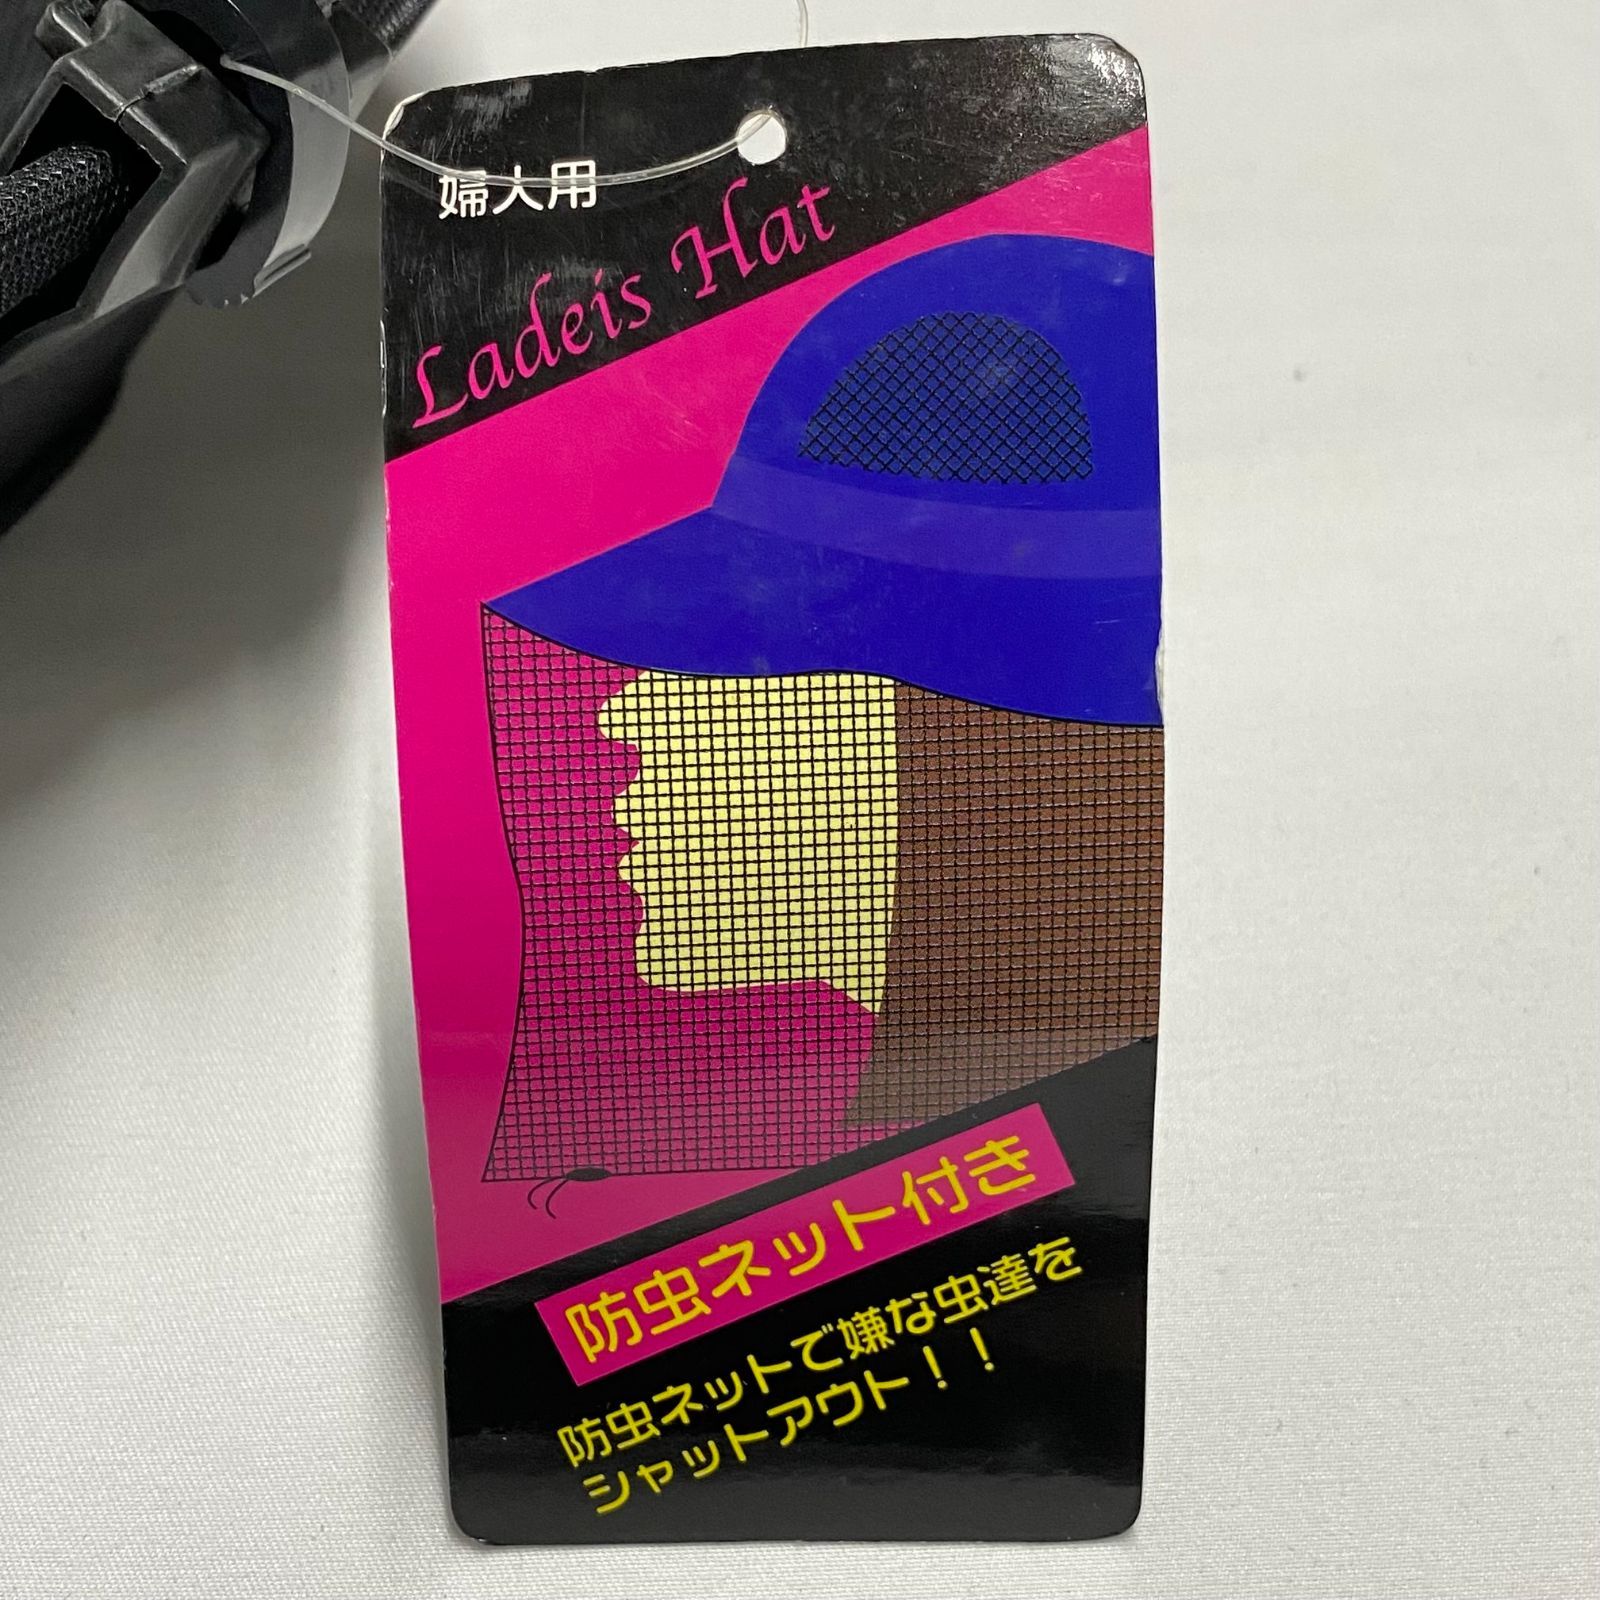 婦人用
Ladeis Hat
防虫ネット付き
防虫ネットで嫌な虫達を
シャットアウト！！